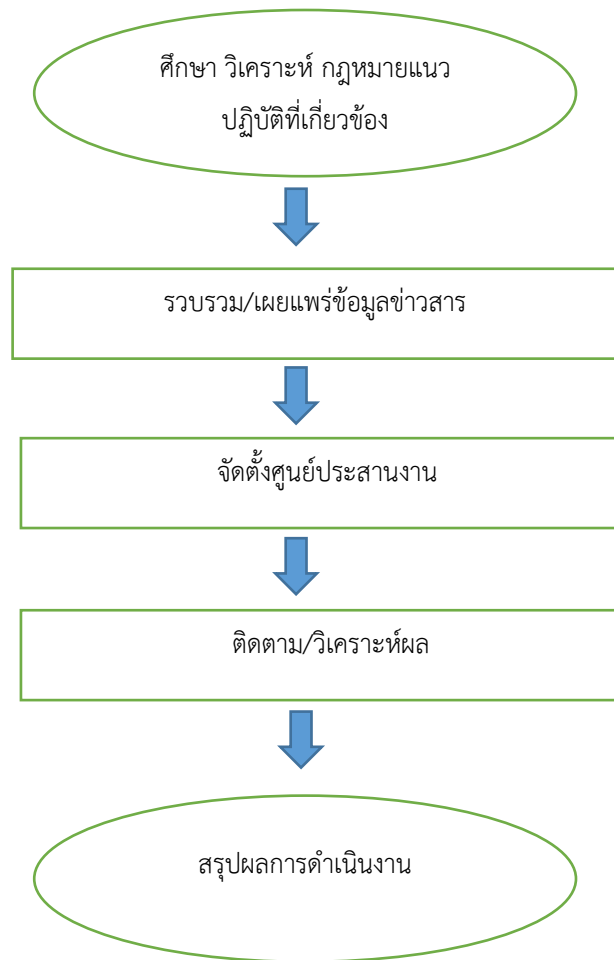 ศึกษา วิเคราะห์ กฎหมายแนว
ปฏิบัติที่เกี่ยวข้อง
รวบรวม/เผยแพร่ข้อมูลข่าวสาร
จัดตั้งศูนย์ประสานงาน
ติดตาม/วิเคราะห์ผล
สรุปผลการดำเนินงาน